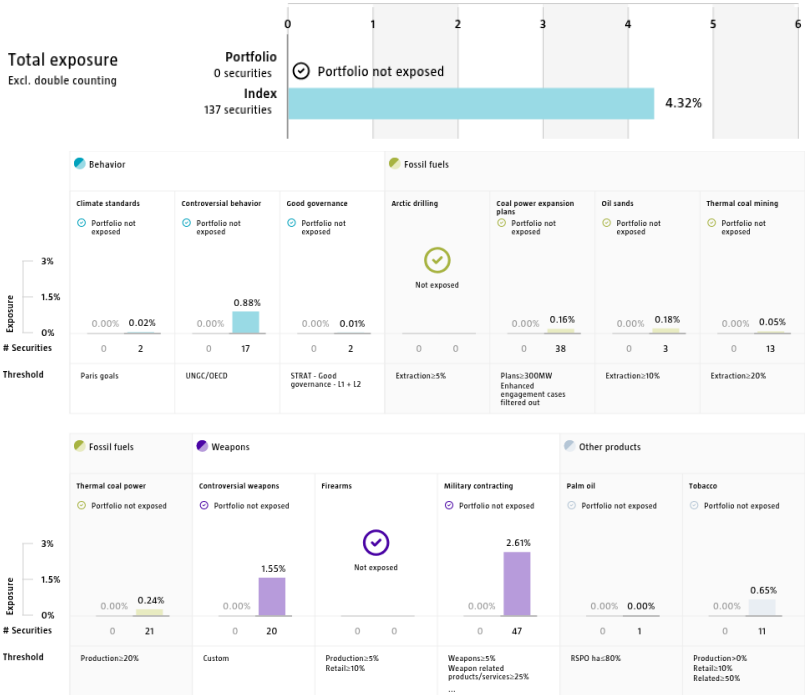 0 1 2 3 4 5 6
Total exposure
Excl. double counting
Portfolio
0 securities
Portfolio not exposed
Index
137 securities
4.32%
Behavior
Fossil fuels
Climate standards
Portfolio not
exposed
0.00% 0.02%
0 2
Paris goals
Controversial behavior
Portfolio not
exposed
0.00% 0.88%
0 17
UNGC/OECD
Good governance
Portfolio not
exposed
0.00% 0.01%
0 2
STRAT - Good
governance - L1 + L2
Arctic drilling
Not exposed
0 0
Extraction≥5%
Coal power expansion
plans
Portfolio not
exposed
0.00% 0.16%
0 38
Plans≥300MW
Enhanced
engagement cases
filtered out
Oil sands
Portfolio not
exposed
0.00% 0.18%
0 3
Extraction≥10%
Thermal coal mining
Portfolio not
exposed
0.00% 0.05%
0 13
Extraction≥20%
Exposure
3%
1.5%
0%
# Securities
Threshold
Fossil fuels
Weapons
Other products
Thermal coal power
Portfolio not exposed
0.00% 0.24%
0 21
Production≥20%
Controversial weapons
Portfolio not exposed
0.00% 1.55%
0 20
Custom
Firearms
Not exposed
0 0
Production≥5%
Retail≥10%
Military contracting
Portfolio not exposed
0.00% 2.61%
0 47
Weapons≥5%
Weapon related
products/services≥25%
...
Palm oil
Portfolio not exposed
0.00% 0.00%
0 1
RSPO ha≤80%
Tobacco
Portfolio not exposed
0.00% 0.65%
0 11
Production>0%
Retail≥10%
Related≥50%
Exposure
3%
1.5%
0%
# Securities
Threshold